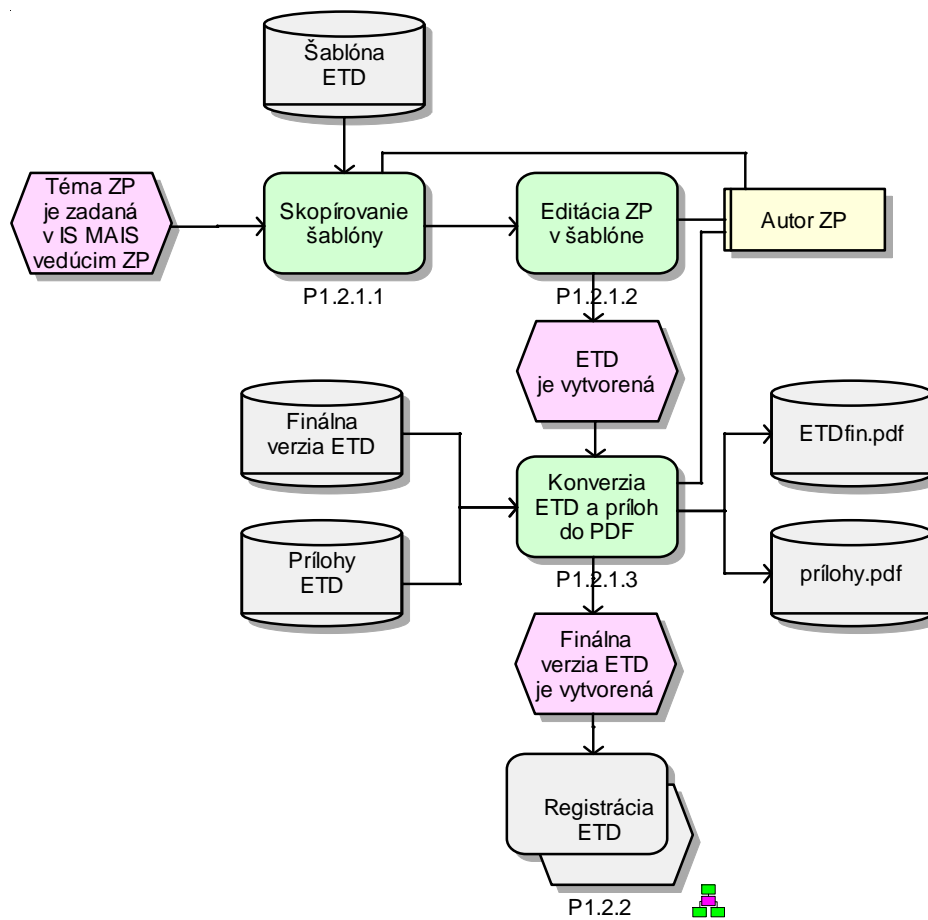 Šablóna
ETD
Téma ZP
je zadaná
v IS MAIS
vedúcim ZP
Skopírovanie
šablóny
Editácia ZP
v šablóne
Autor ZP
P1.2.1.1
P1.2.1.2
ETD
je vytvorená
Finálna
verzia ETD
ETDfin.pdf
Konverzia
ETD a príloh
do PDF
Prílohy
ETD
prílohy.pdf
P1.2.1.3
Finálna
verzia ETD
je vytvorená
Registrácia
ETD
P1.2.2